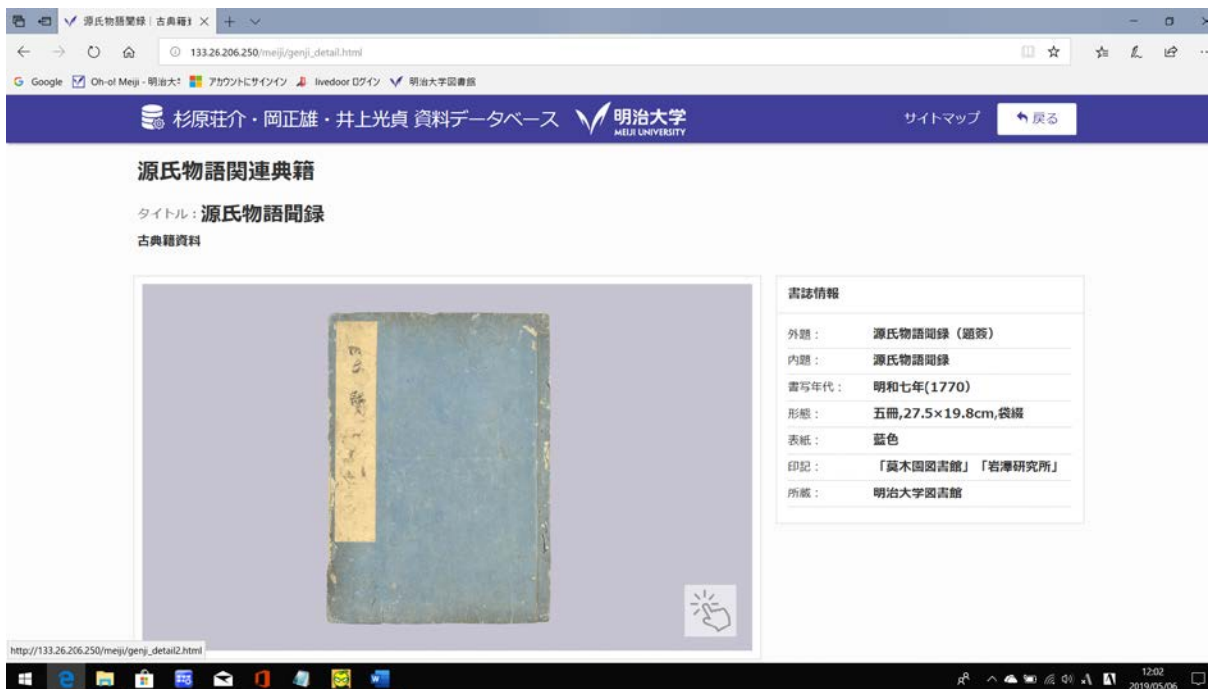 源氏物語聞録 | 古典籍
133.26.206.250/meiji/genji_detail.html
Google
Oh-o! Meiji - 明治大
アカウントにサインイン
livedoor ログイン
明治大学図書館
杉原荘介・岡正雄・井上光貞 資料データベース
明治大学
MEIJI UNIVERSITY
サイトマップ
戻る
源氏物語関連典籍
タイトル : 源氏物語聞録
古典籍資料
書誌情報
外題 : 源氏物語聞録（題簽）
内題 : 源氏物語聞録
書写年代 : 明和七年(1770)
形態 : 五冊,27.5×19.8cm,袋綴
表紙 : 藍色
印記 : 「莫木園図書館」「岩澤研究所」
所蔵 : 明治大学図書館
http://133.26.206.250/meiji/genji_detail2.html
12:02
2019/05/06